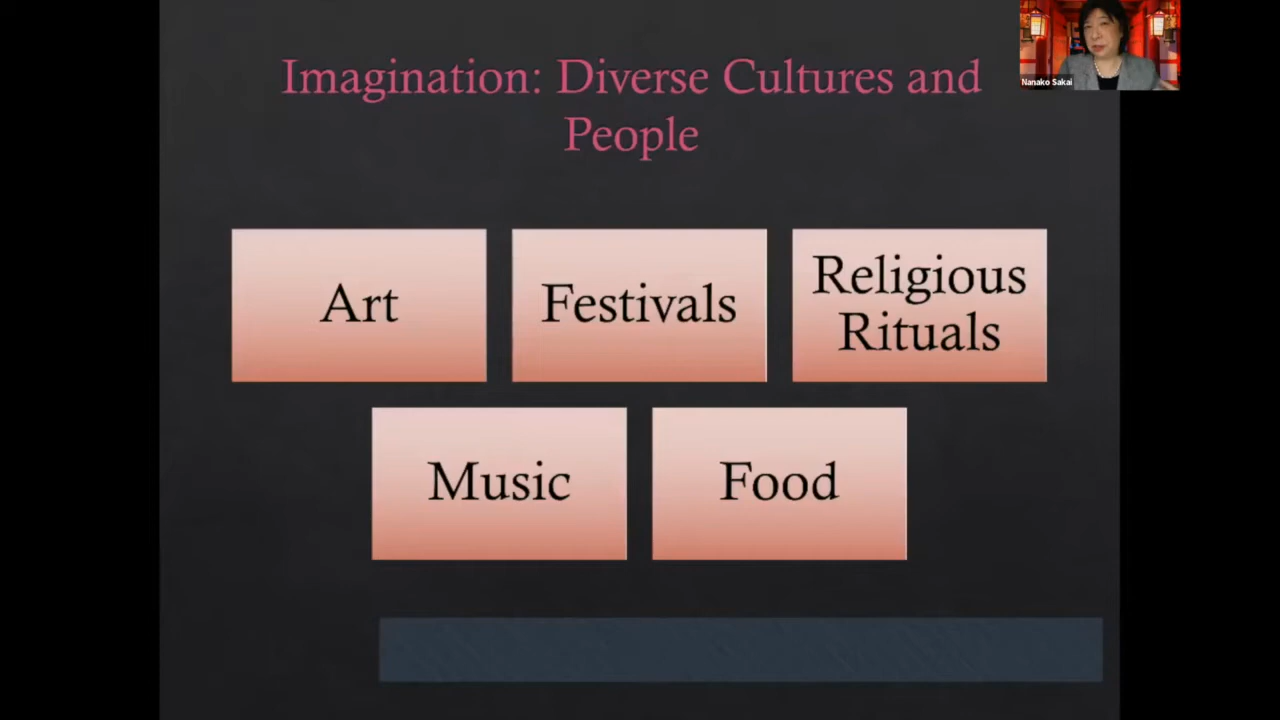 Imagination: Diverse Cultures and
People
Nanako Sakai
Art
Festivals
Religious
Rituals
Music
Food